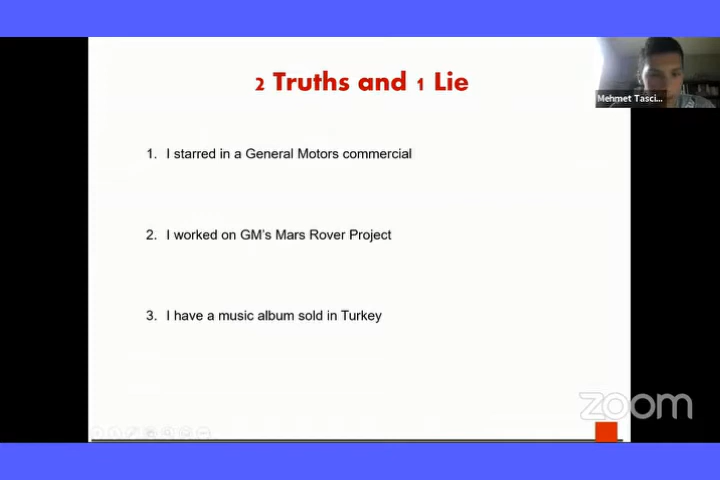 2 Truths and 1 Lie
Mehmet Tasci...
1. I starred in a General Motors commercial
2. I worked on GM's Mars Rover Project
3. I have a music album sold in Turkey
zoom